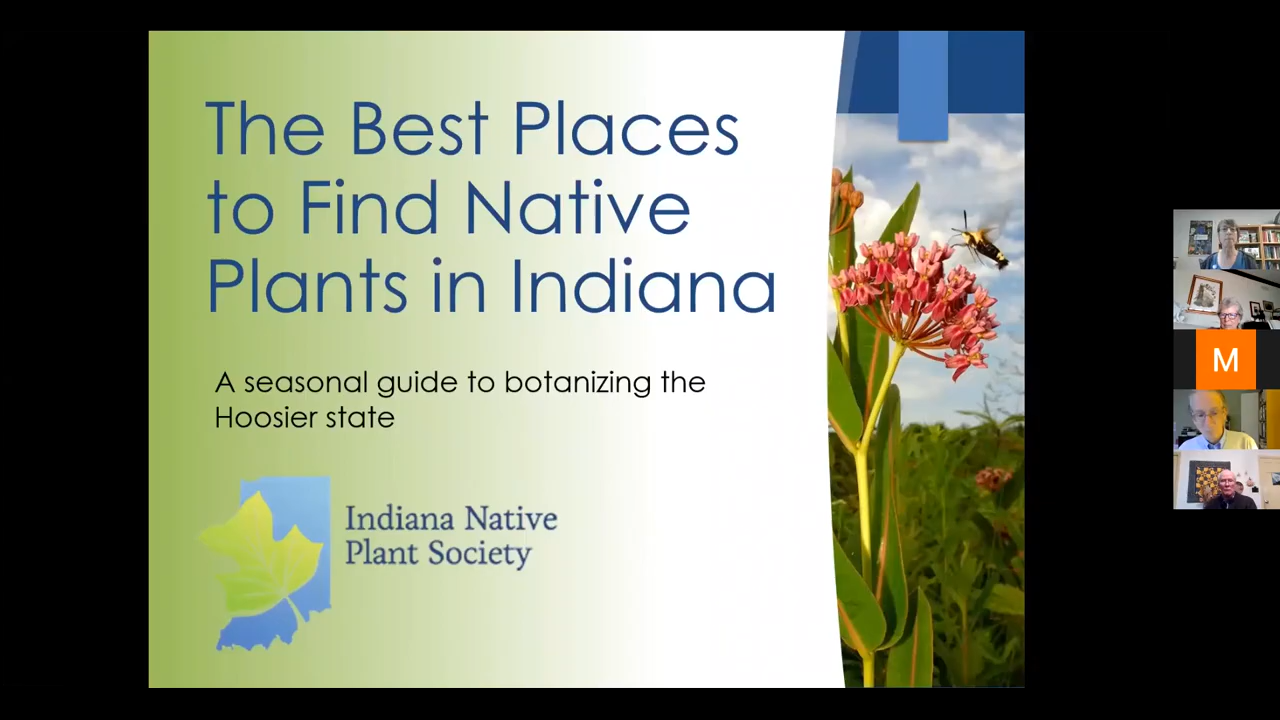 The Best Places
to Find Native
Plants in Indiana
A seasonal guide to botanizing the
Hoosier state
Indiana Native
Plant Society
M